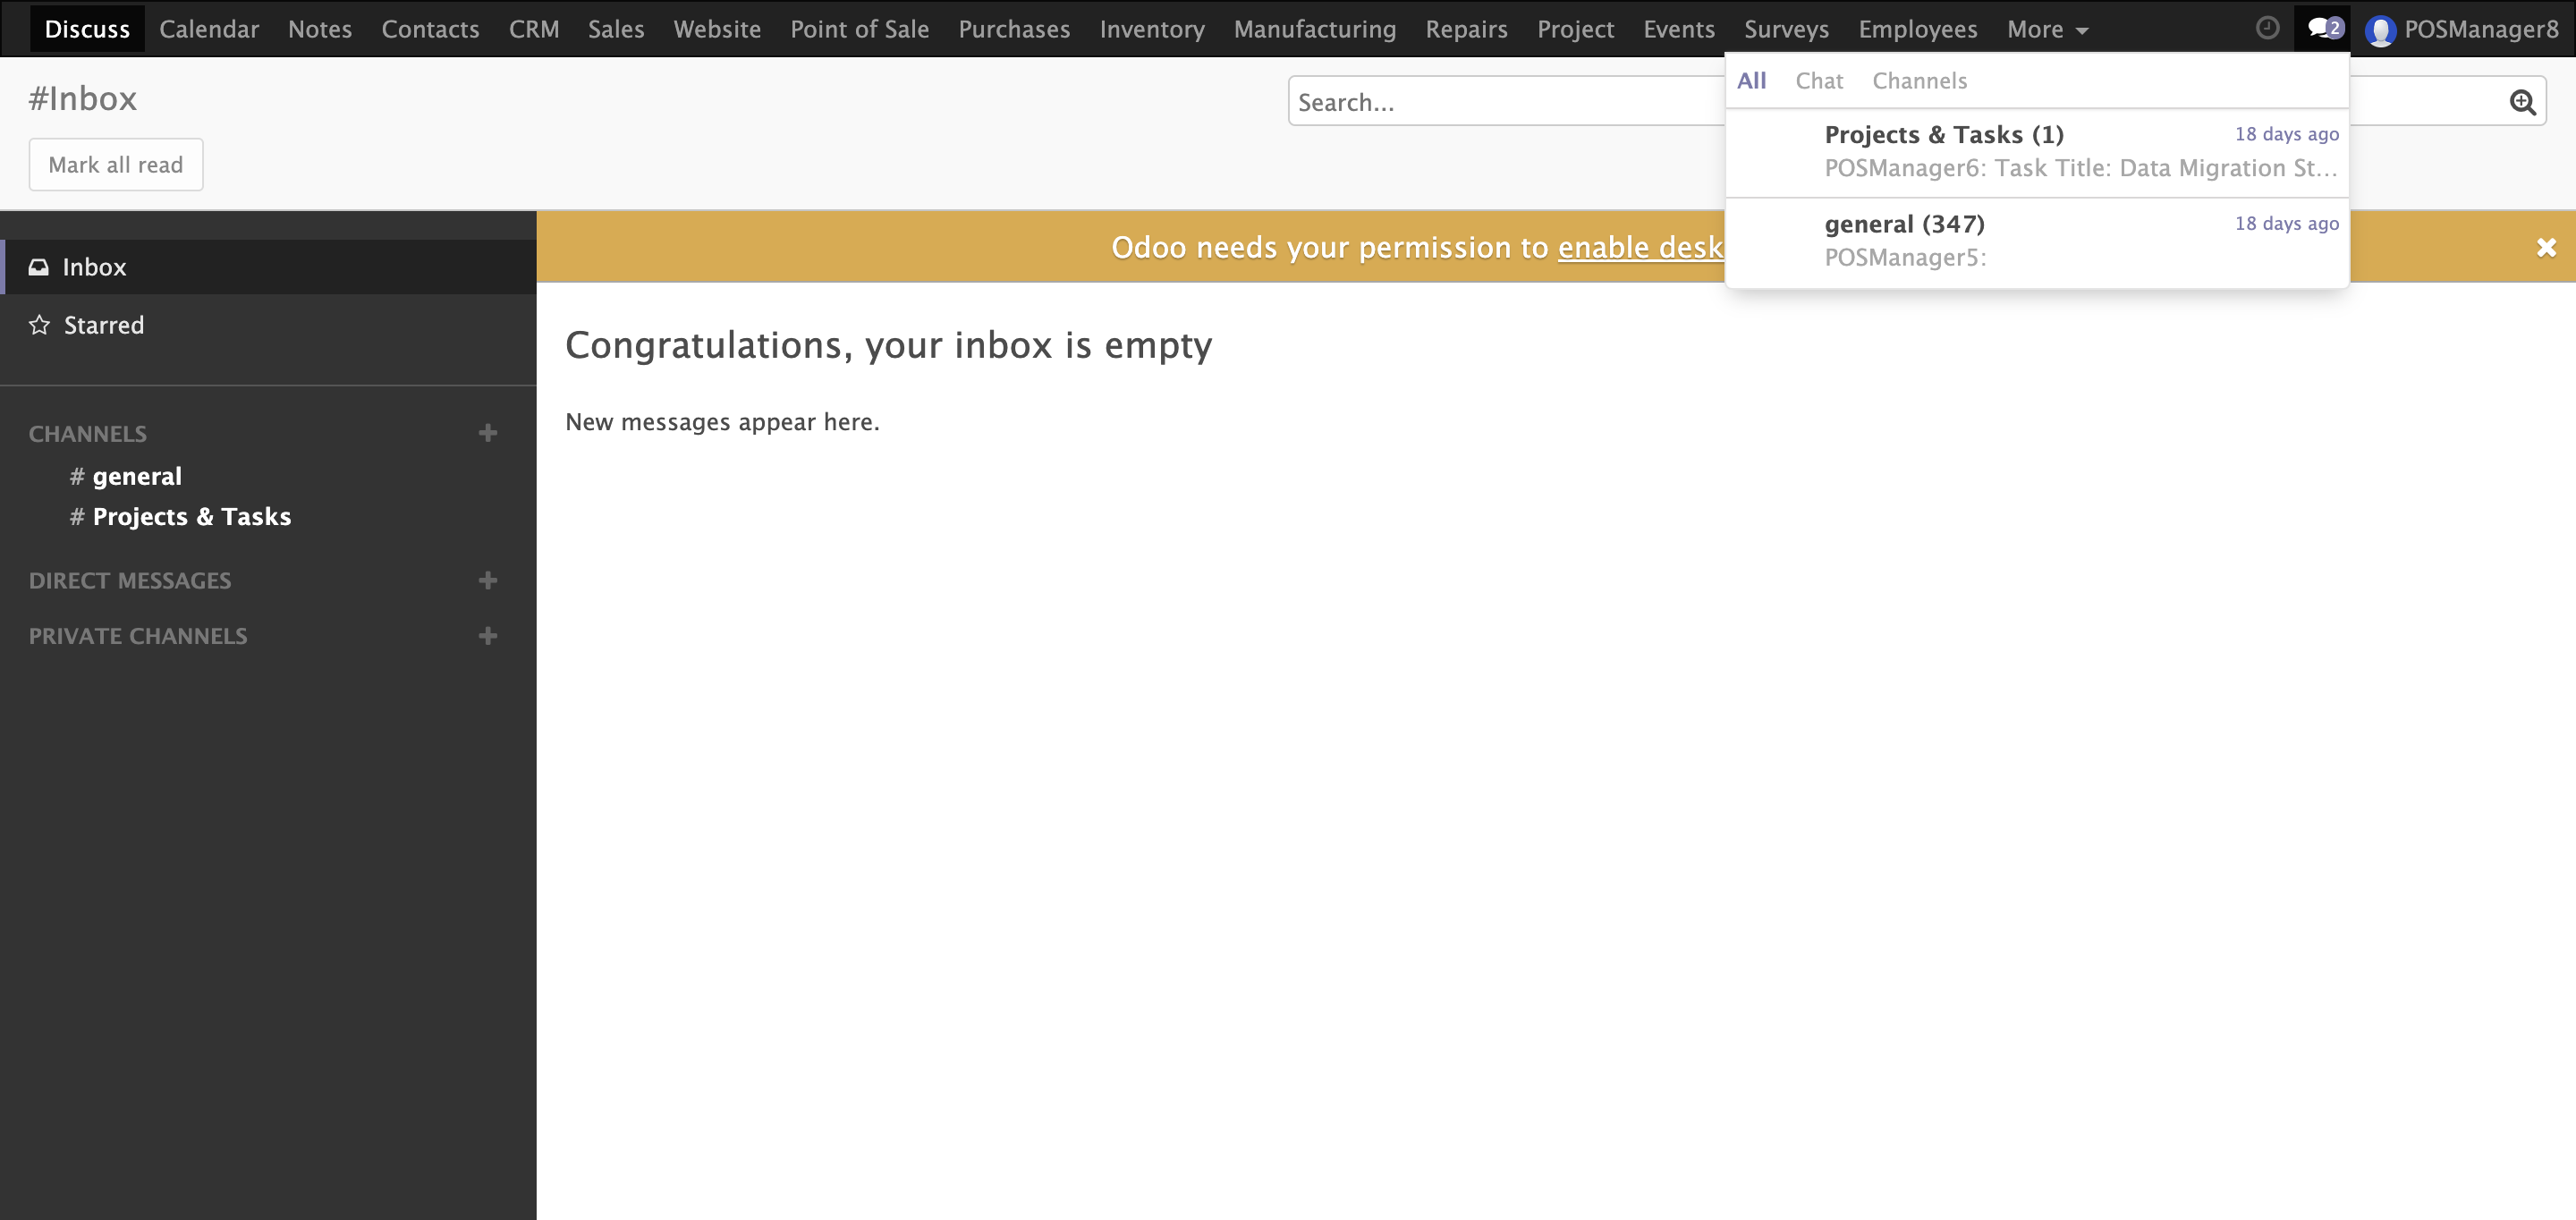 Discuss Calendar Notes Contacts CRM Sales Website Point of Sale Purchases Inventory Manufacturing Repairs Project Events Surveys Employees More 2 POSManager8
#Inbox
Search...
Mark all read
All Chat Channels
Projects & Tasks (1) 18 days ago
POSManager6: Task Title: Data Migration St...
general (347) 18 days ago
POSManager5:
Odoo needs your permission to enable desk
Inbox
Starred
CHANNELS
# general
# Projects & Tasks
DIRECT MESSAGES
PRIVATE CHANNELS
Congratulations, your inbox is empty
New messages appear here.